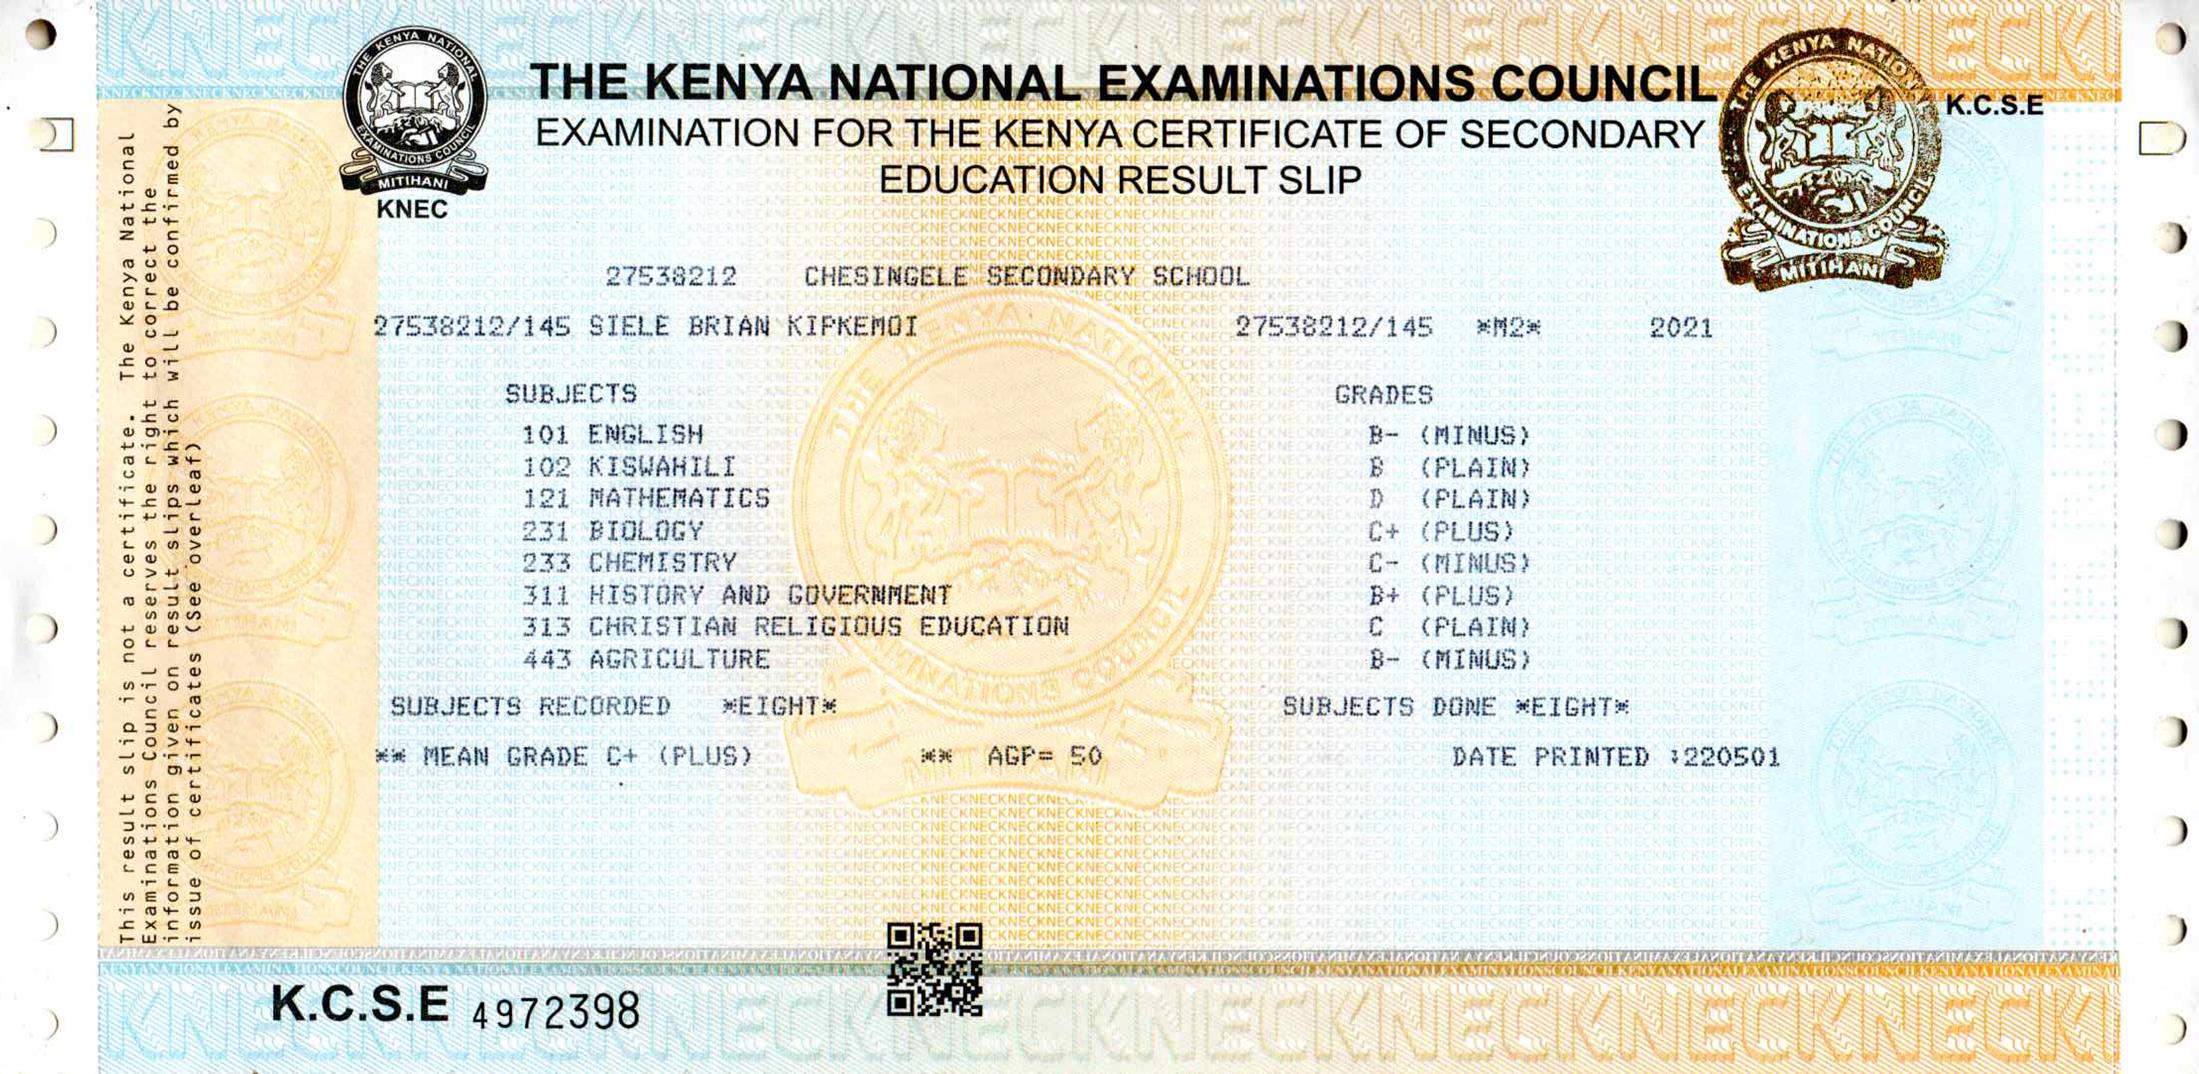 THE KENYA NATIONAL EXAMINATIONS COUNCIL
EXAMINATION FOR THE KENYA CERTIFICATE OF SECONDARY
EDUCATION RESULT SLIP
THE KENYA NATIONAL
EXAMINATIONS COUNCIL
MITIHANI
KNEC
THE KENYA NATIONAL
EXAMINATIONS COUNCIL
MITIHANI
K.C.S.E
27538212 CHESINGELE SECONDARY SCHOOL
27538212/145 SIELE BRIAN KIPKEMOI 27538212/145 *M2* 2021
SUBJECTS GRADES
101 ENGLISH B- (MINUS)
102 KISWAHILI B (PLAIN)
121 MATHEMATICS D (PLAIN)
231 BIOLOGY C+ (PLUS)
233 CHEMISTRY C- (MINUS)
311 HISTORY AND GOVERNMENT B+ (PLUS)
313 CHRISTIAN RELIGIOUS EDUCATION C (PLAIN)
443 AGRICULTURE B- (MINUS)
SUBJECTS RECORDED *EIGHT* SUBJECTS DONE *EIGHT*
** MEAN GRADE C+ (PLUS) ** AGP= 50 DATE PRINTED :220501
This result slip is not a certificate. The Kenya National
Examinations Council reserves the right to correct the
information given on result slips which will be confirmed by
issue of certificates (See overleaf)
K.C.S.E 4972398